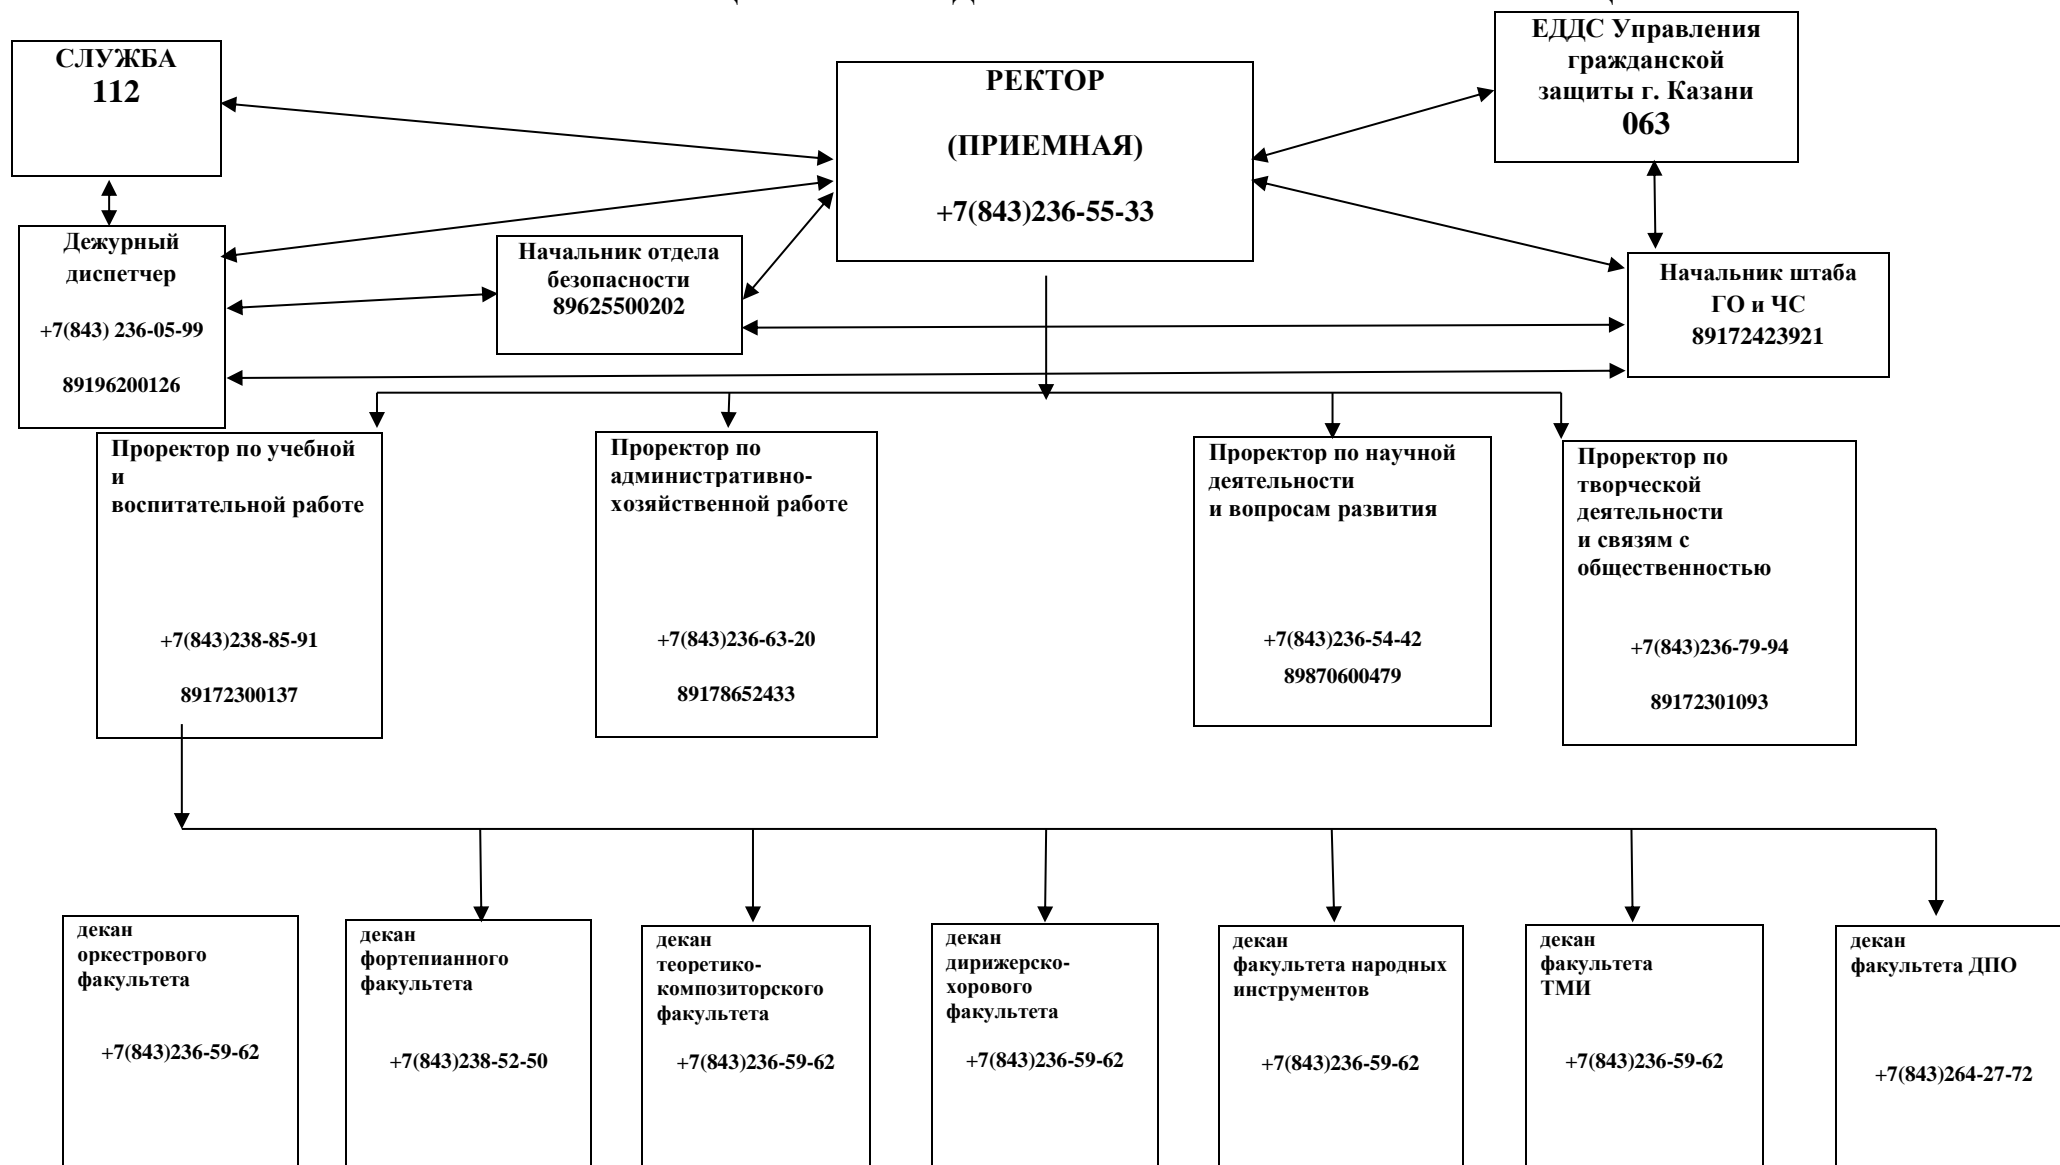 СЛУЖБА
112
РЕКТОР
(ПРИЕМНАЯ)
+7(843)236-55-33
ЕДДС Управления
гражданской
защиты г. Казани
063
Дежурный
диспетчер
+7(843) 236-05-99
89196200126
Начальник отдела
безопасности
89625500202
Начальник штаба
ГО и ЧС
89172423921
Проректор по учебной
и
воспитательной работе
+7(843)238-85-91
89172300137
Проректор по
административно-
хозяйственной работе
+7(843)236-63-20
89178652433
Проректор по научной
деятельности
и вопросам развития
+7(843)236-54-42
89870600479
Проректор по
творческой
деятельности
и связям с
общественностью
+7(843)236-79-94
89172301093
декан
оркестрового
факультета
+7(843)236-59-62
декан
фортепианного
факультета
+7(843)238-52-50
декан
теоретико-
композиторского
факультета
+7(843)236-59-62
декан
дирижерско-
хорового
факультета
+7(843)236-59-62
декан
факультета народных
инструментов
+7(843)236-59-62
декан
факультета
ТМИ
+7(843)236-59-62
декан
факультета ДПО
+7(843)264-27-72